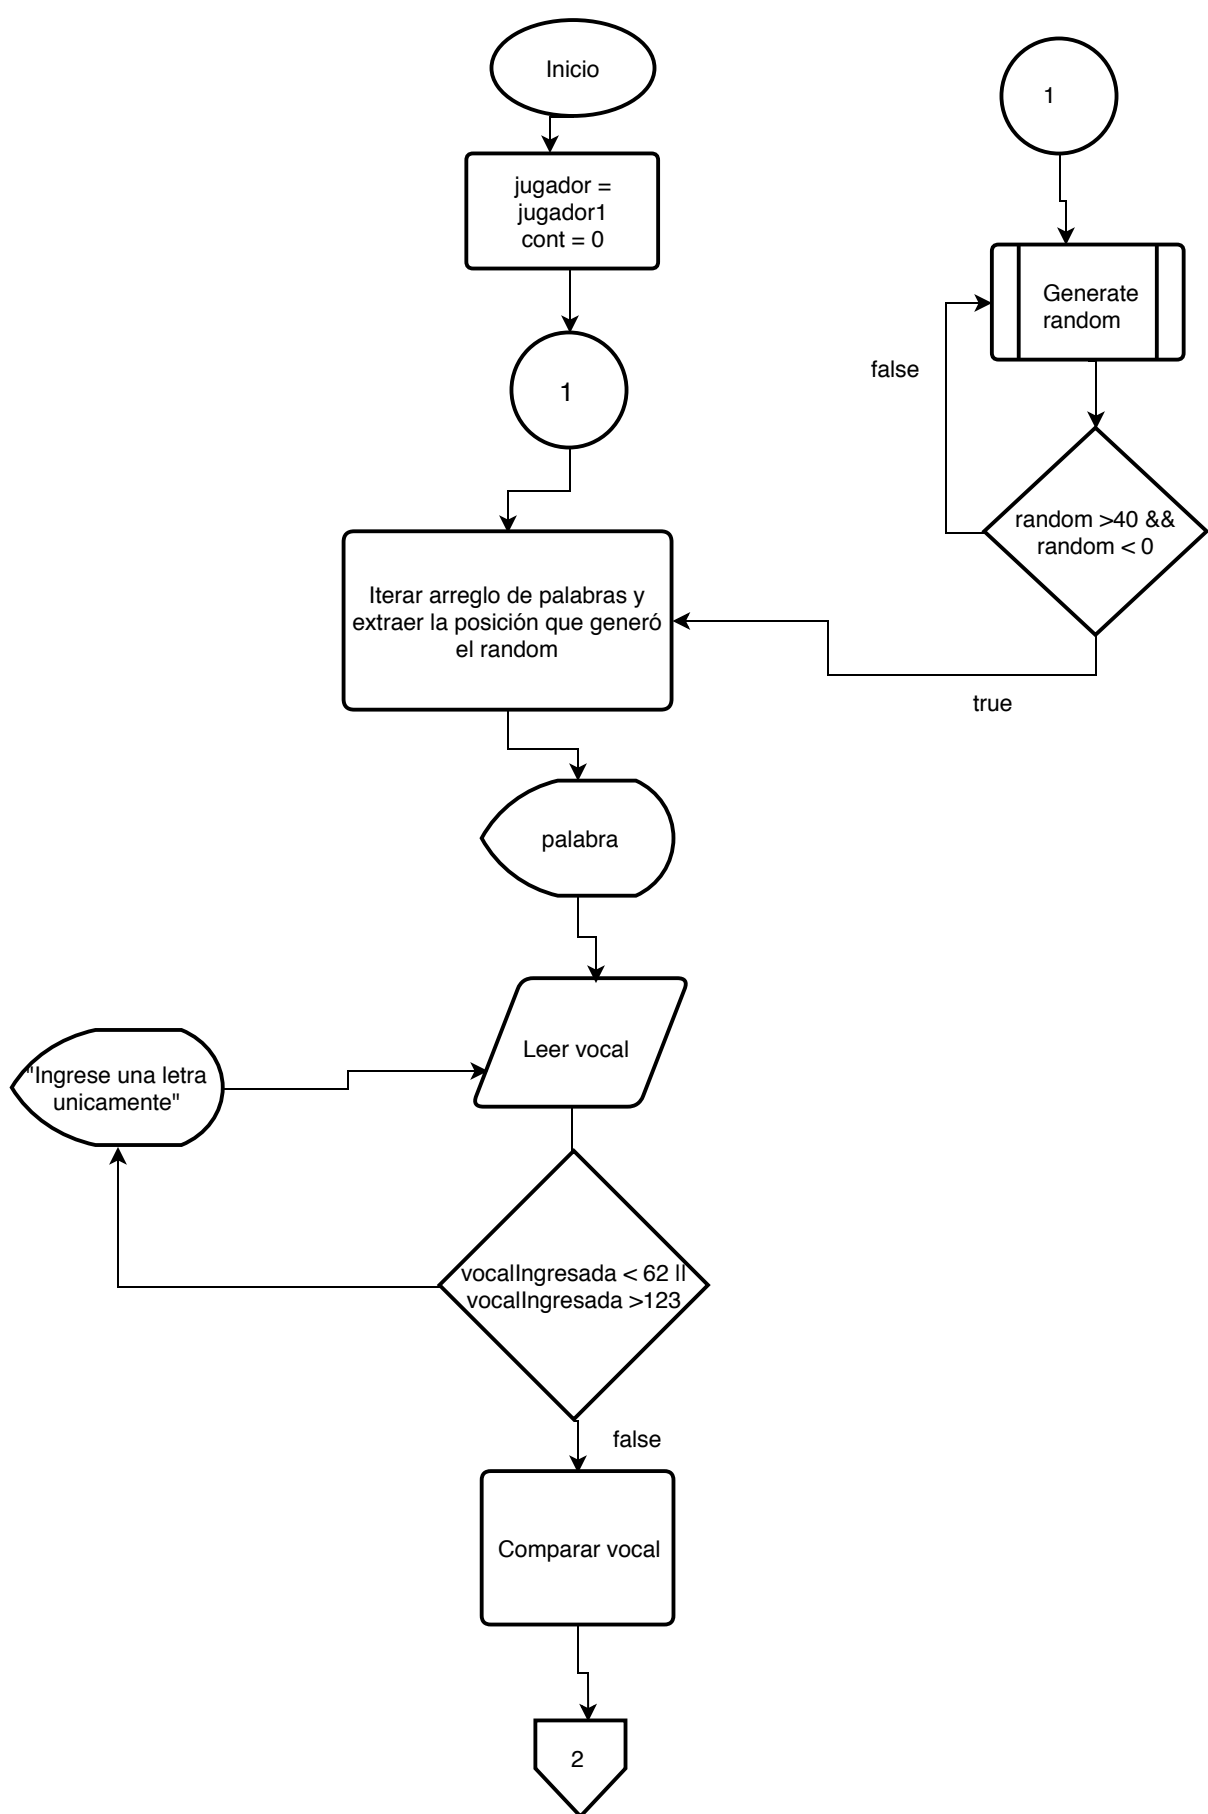 Inicio
jugador =
jugador1
cont = 0
1
Iterar arreglo de palabras y
extraer la posición que generó
el random
palabra
Leer vocal
"Ingrese una letra
unicamente"
vocalIngresada < 62 ||
vocalIngresada >123
false
Comparar vocal
2
1
Generate
random
false
random >40 &&
random < 0
true